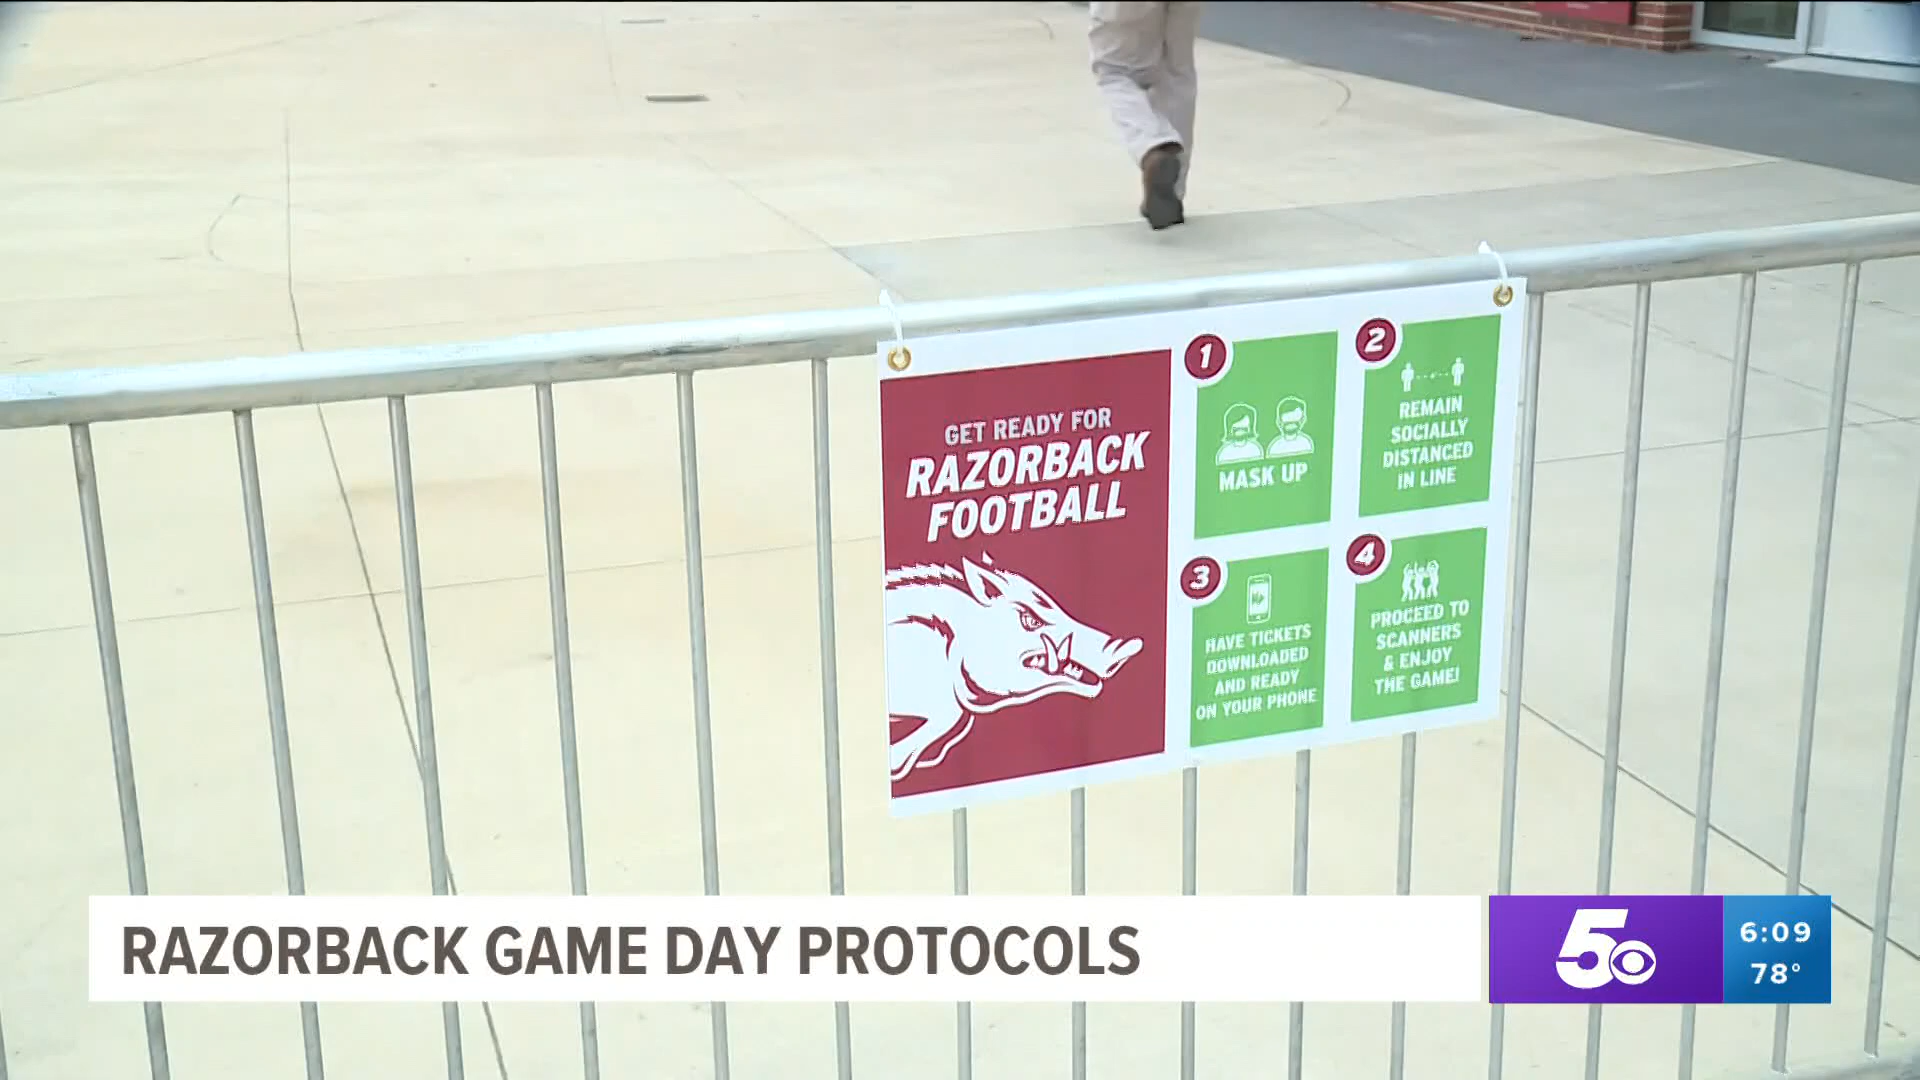 GET READY FOR
RAZORBACK
FOOTBALL
1
MASK UP
2
REMAIN
SOCIALLY
DISTANCED
IN LINE
3
HAVE TICKETS
DOWNLOADED
AND READY
ON YOUR PHONE
4
PROCEED TO
SCANNERS
& ENJOY
THE GAME!
RAZORBACK GAME DAY PROTOCOLS
5
6:09
78°